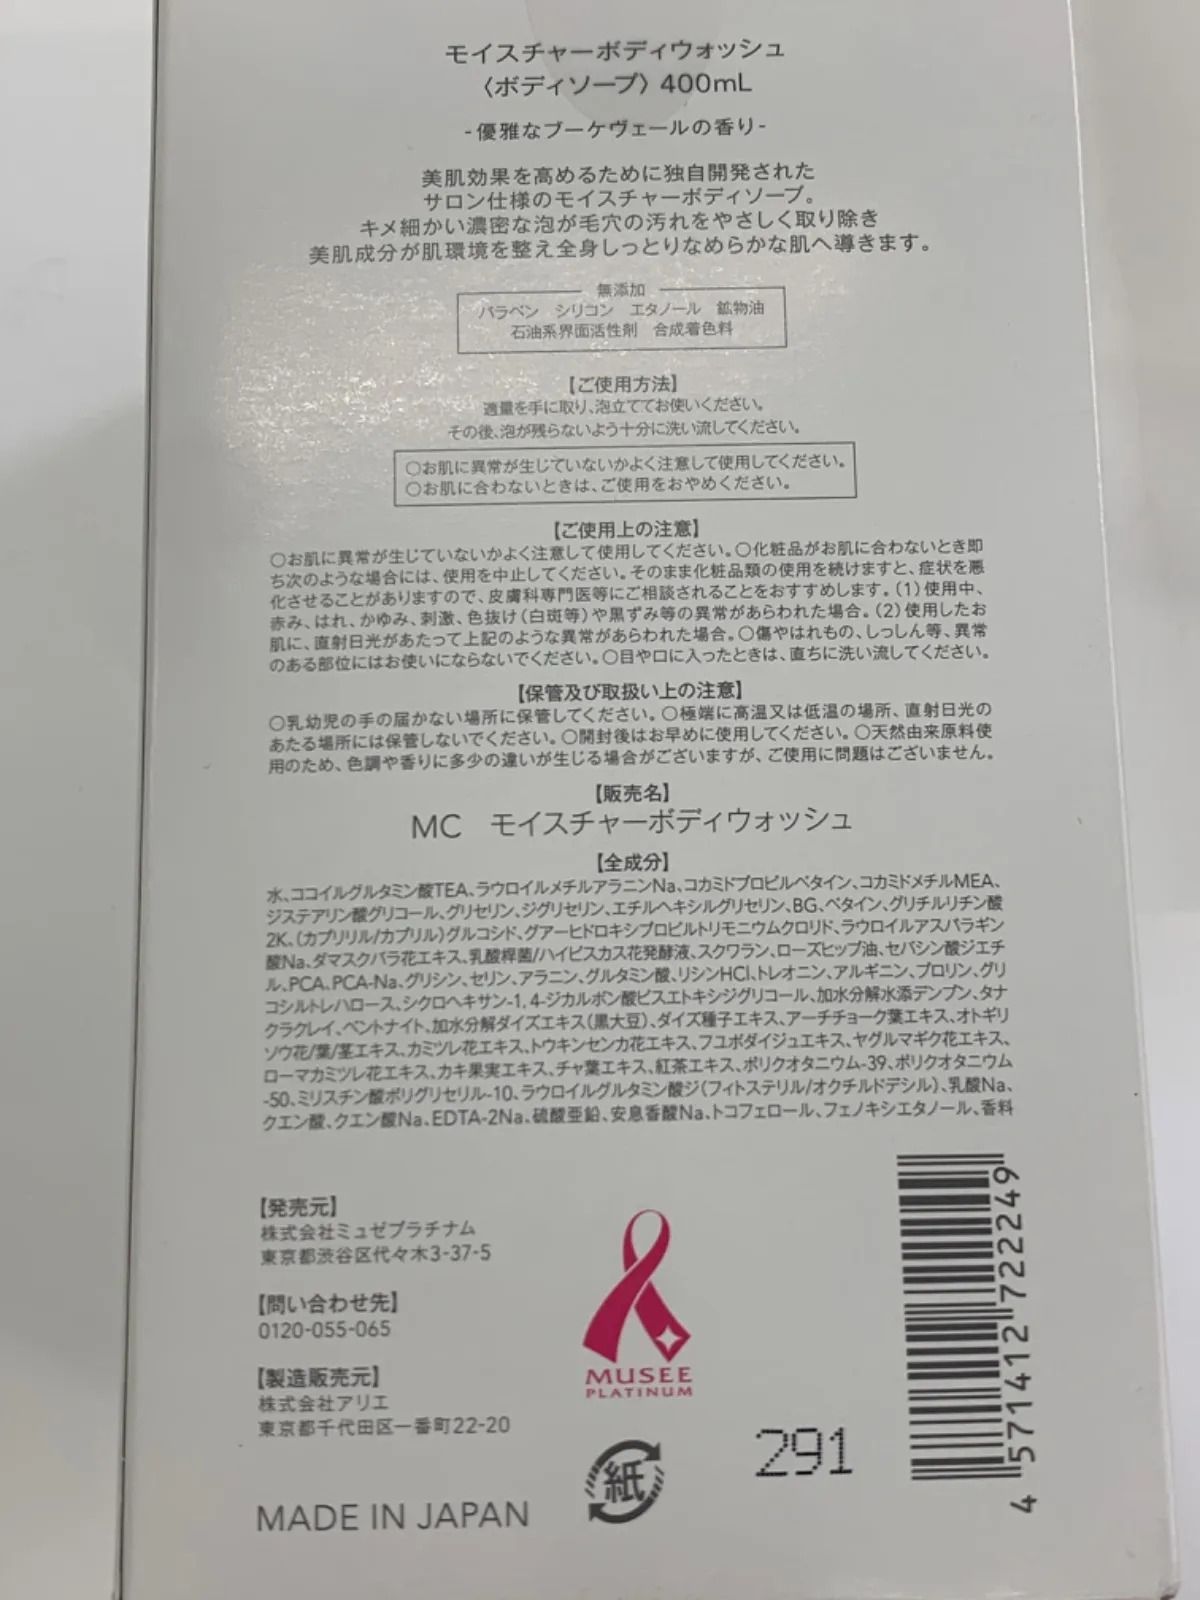 モイスチャーボディウォッシュ
〈ボディソープ〉400mL
-優雅なブーケヴェールの香り-
美肌効果を高めるために独自開発された
サロン仕様のモイスチャーボディソープ。
キメ細かい濃密な泡が毛穴の汚れをやさしく取り除き
美肌成分が肌環境を整え全身しっとりなめらかな肌へ導きます。
無添加
パラベン シリコン エタノール 鉱物油
石油系界面活性剤 合成着色料
【ご使用方法】
適量を手に取り、泡立ててお使いください。
その後、泡が残らないよう十分に洗い流してください。
○お肌に異常が生じていないかよく注意して使用してください。
○お肌に合わないときは、ご使用をおやめください。
【ご使用上の注意】
○お肌に異常が生じていないかよく注意して使用してください。○化粧品がお肌に合わないとき即
ち次のような場合には、使用を中止してください。そのまま化粧品類の使用を続けますと、症状を悪
化させることがありますので、皮膚科専門医等にご相談されることをおすすめします。(1)使用中、
赤み、はれ、かゆみ、刺激、色抜け(白斑等)や黒ずみ等の異常があらわれた場合。(2)使用したお
肌に、直射日光があたって上記のような異常があらわれた場合。○傷やはれもの、しっしん等、異常
のある部位にはお使いにならないでください。○目や口に入ったときは、直ちに洗い流してください。
【保管及び取扱い上の注意】
○乳幼児の手の届かない場所に保管してください。○極端に高温又は低温の場所、直射日光の
あたる場所には保管しないでください。○開封後はお早めに使用してください。○天然由来原料使
用のため、色調や香りに多少の違いが生じる場合がございますが、ご使用に問題はございません。
【販売名】
MC モイスチャーボディウォッシュ
【全成分】
水、ココイルグルタミン酸TEA、ラウロイルメチルアラニンNa、コカミドプロピルベタイン、コカミドメチルMEA、
ジステアリン酸グリコール、グリセリン、ジグリセリン、エチルヘキシルグリセリン、BG、ベタイン、グリチルリチン酸
2K、(カプリリル/カプリル)グルコシド、グアーヒドロキシプロピルトリモニウムクロリド、ラウロイルアスパラギン
酸Na、ダマスクバラ花エキス、乳酸桿菌/ハイビスカス花発酵液、スクワラン、ローズヒップ油、セバシン酸ジエチ
ル、PCA、PCA-Na、グリシン、セリン、アラニン、グルタミン酸、リシンHCl、トレオニン、アルギニン、プロリン、グリ
コシルトレハロース、シクロヘキサン-1,4-ジカルボン酸ビスエトキシジグリコール、加水分解水添デンプン、タナ
クラクレイ、ベントナイト、加水分解ダイズエキス(黒大豆)、ダイズ種子エキス、アーチチョーク葉エキス、オトギリ
ソウ花/葉/茎エキス、カミツレ花エキス、トウキンセンカ花エキス、フユボダイジュエキス、ヤグルマギク花エキス、
ローマカミツレ花エキス、カキ果実エキス、チャ葉エキス、紅茶エキス、ポリクオタニウム-39、ポリクオタニウム
-50、ミリスチン酸ポリグリセリル-10、ラウロイルグルタミン酸ジ(フィトステリル/オクチルドデシル)、乳酸Na、
クエン酸、クエン酸Na、EDTA-2Na、硫酸亜鉛、安息香酸Na、トコフェロール、フェノキシエタノール、香料
【発売元】
株式会社ミュゼプラチナム
東京都渋谷区代々木3-37-5
【問い合わせ先】
0120-055-065
【製造販売元】
株式会社アリエ
東京都千代田区一番町22-20
MADE IN JAPAN
MUSEE
PLATINUM
紙
291
4 571412 722249